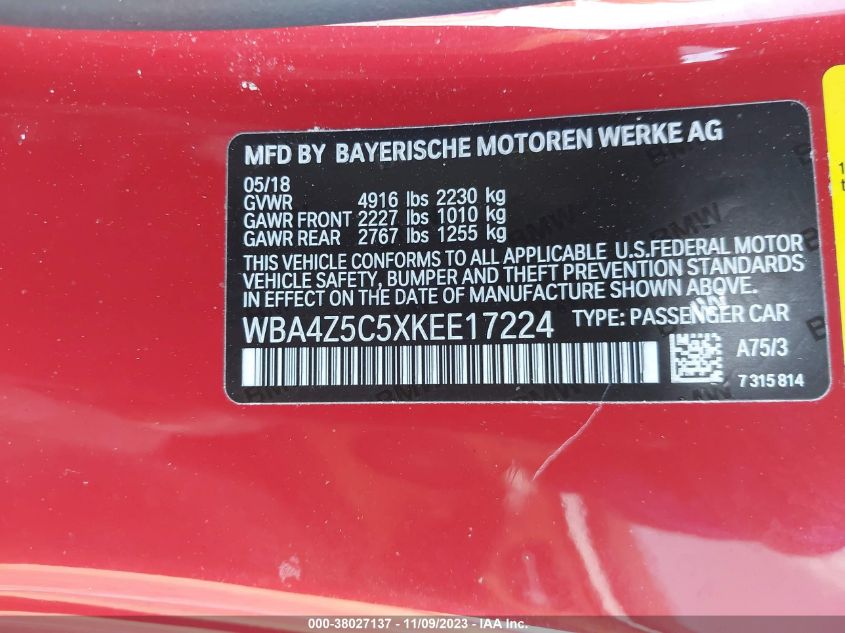 MFD BY BAYERISCHE MOTOREN WERKE AG
05/18
GVWR 4916 lbs 2230 kg
GAWR FRONT 2227 lbs 1010 kg
GAWR REAR 2767 lbs 1255 kg
THIS VEHICLE CONFORMS TO ALL APPLICABLE U.S.FEDERAL MOTOR
VEHICLE SAFETY, BUMPER AND THEFT PREVENTION STANDARDS
IN EFFECT ON THE DATE OF MANUFACTURE SHOWN ABOVE.
WBA4Z5C5XKEE17224 TYPE: PASSENGER CAR
A75/3
7 315 814
000-38027137 - 11/09/2023 - IAA Inc.